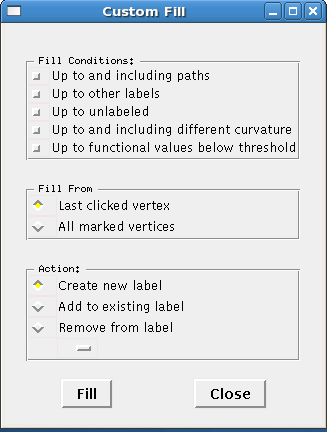 Custom Fill
Fill Conditions:
Up to and including paths
Up to other labels
Up to unlabeled
Up to and including different curvature
Up to functional values below threshold
Fill From
Last clicked vertex
All marked vertices
Action:
Create new label
Add to existing label
Remove from label
Fill Close